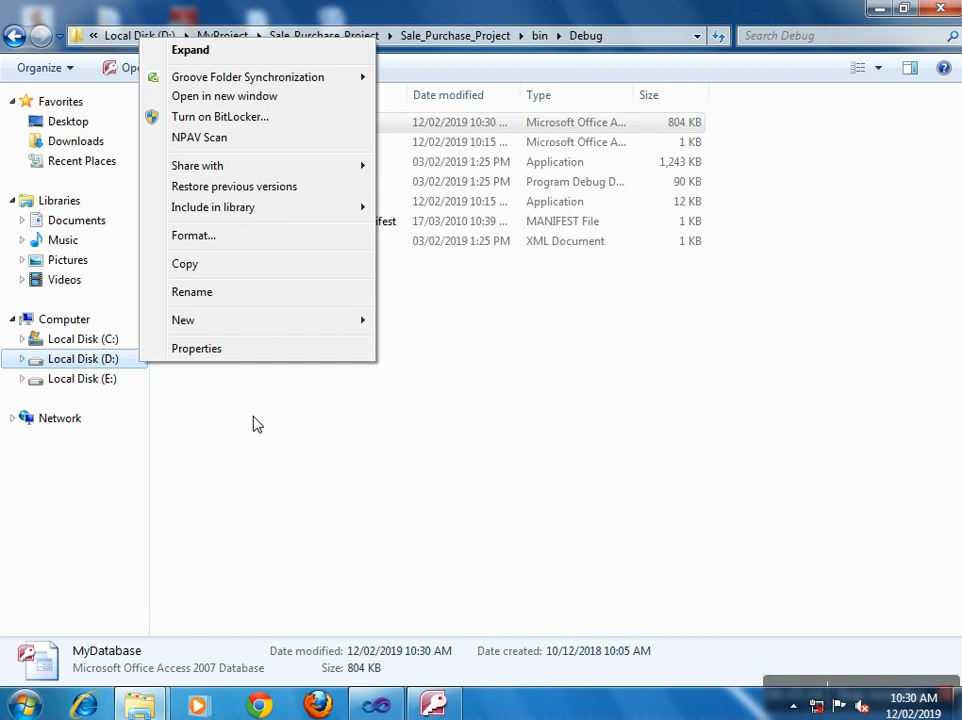 « Local Disk (D:) MyProject Sale_Purchase_Project Sale_Purchase_Project bin Debug
Search Debug
Organize
Expand
Groove Folder Synchronization
Open in new window
Turn on BitLocker...
NPAV Scan
Share with
Restore previous versions
Include in library
Format...
Copy
Rename
New
Properties
Favorites
Desktop
Downloads
Recent Places
Libraries
Documents
Music
Pictures
Videos
Computer
Local Disk (C:)
Local Disk (D:)
Local Disk (E:)
Network
Date modified Type Size
12/02/2019 10:30 ... Microsoft Office A... 804 KB
12/02/2019 10:15 ... Microsoft Office A... 1 KB
03/02/2019 1:25 PM Application 1,243 KB
03/02/2019 1:25 PM Program Debug D... 90 KB
12/02/2019 10:15 ... Application 12 KB
17/03/2010 10:39 ... MANIFEST File 1 KB
03/02/2019 1:25 PM XML Document 1 KB
MyDatabase Date modified: 12/02/2019 10:30 AM Date created: 10/12/2018 10:05 AM
Microsoft Office Access 2007 Database Size: 804 KB
10:30 AM
12/02/2019